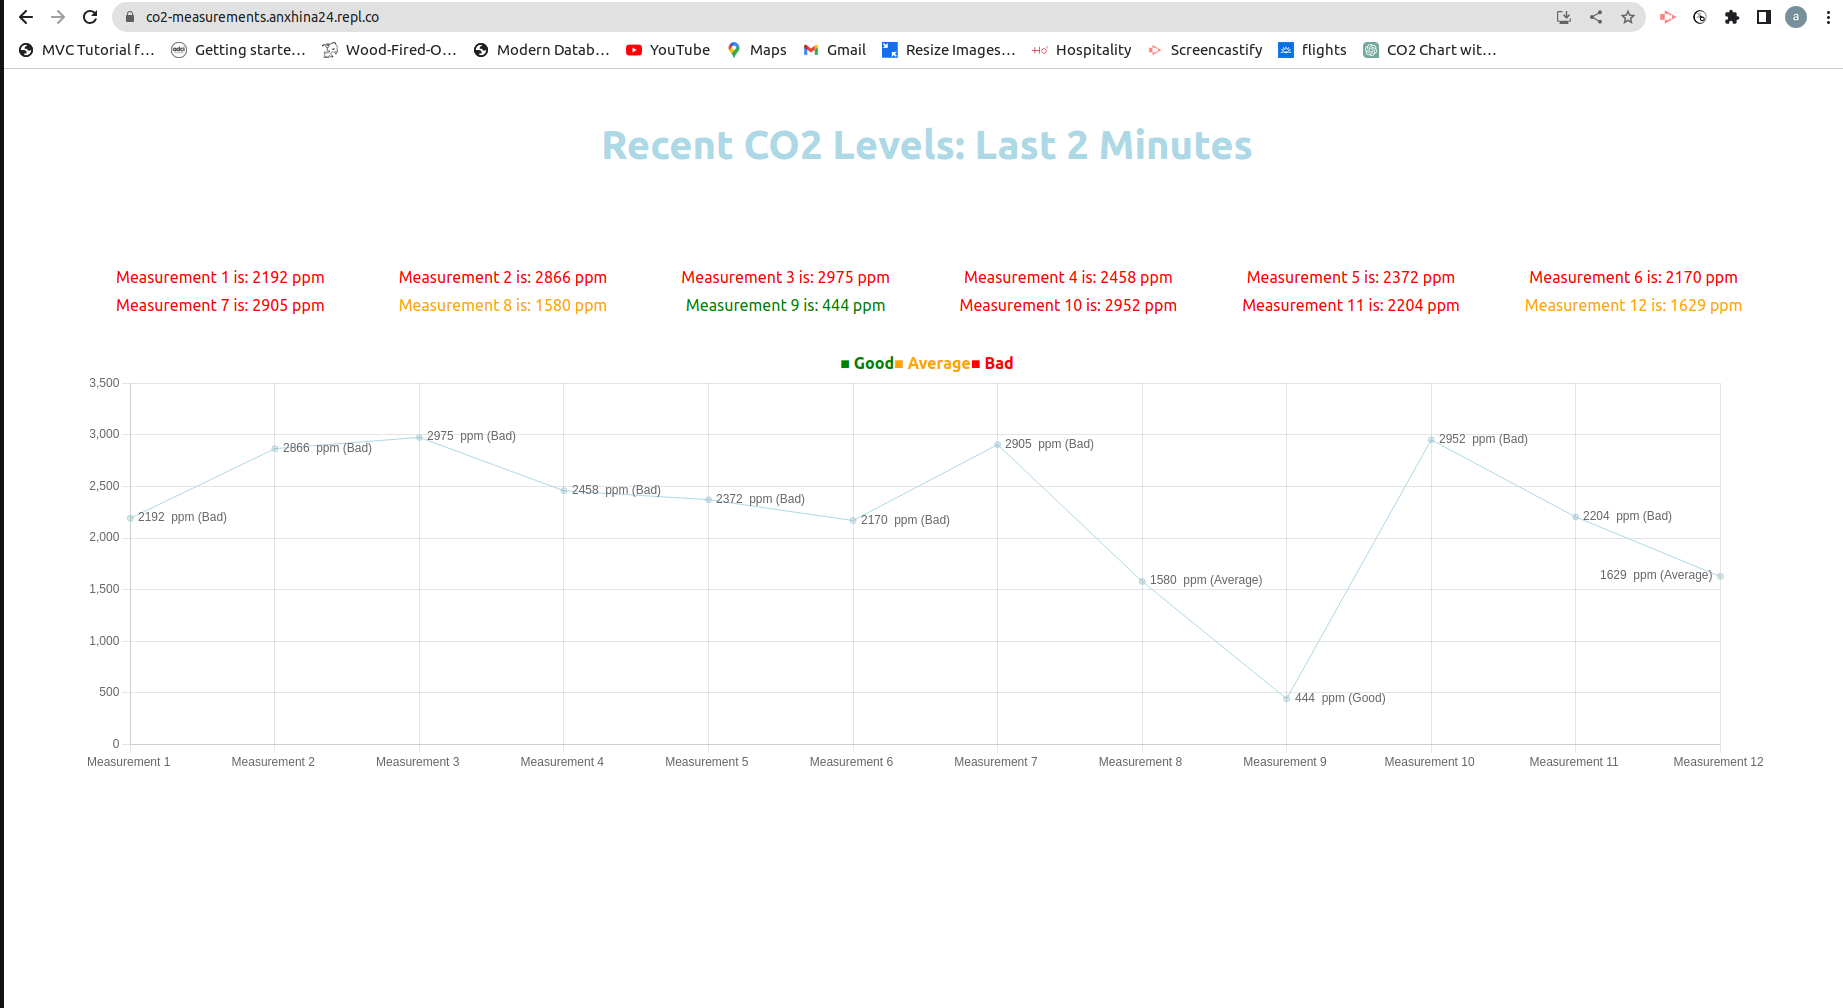 co2-measurements.anxhina24.repl.co
a
MVC Tutorial f… Getting starte… Wood-Fired-O… Modern Datab… YouTube Maps Gmail Resize Images… Hospitality Screencastify flights CO2 Chart wit…
Recent CO2 Levels: Last 2 Minutes
Measurement 1 is: 2192 ppm Measurement 2 is: 2866 ppm Measurement 3 is: 2975 ppm Measurement 4 is: 2458 ppm Measurement 5 is: 2372 ppm Measurement 6 is: 2170 ppm
Measurement 7 is: 2905 ppm Measurement 8 is: 1580 ppm Measurement 9 is: 444 ppm Measurement 10 is: 2952 ppm Measurement 11 is: 2204 ppm Measurement 12 is: 1629 ppm
■ Good■ Average■ Bad
3,500
3,000
2,500
2,000
1,500
1,000
500
0
2192 ppm (Bad)
2866 ppm (Bad)
2975 ppm (Bad)
2458 ppm (Bad)
2372 ppm (Bad)
2170 ppm (Bad)
2905 ppm (Bad)
1580 ppm (Average)
444 ppm (Good)
2952 ppm (Bad)
2204 ppm (Bad)
1629 ppm (Average)
Measurement 1 Measurement 2 Measurement 3 Measurement 4 Measurement 5 Measurement 6 Measurement 7 Measurement 8 Measurement 9 Measurement 10 Measurement 11 Measurement 12